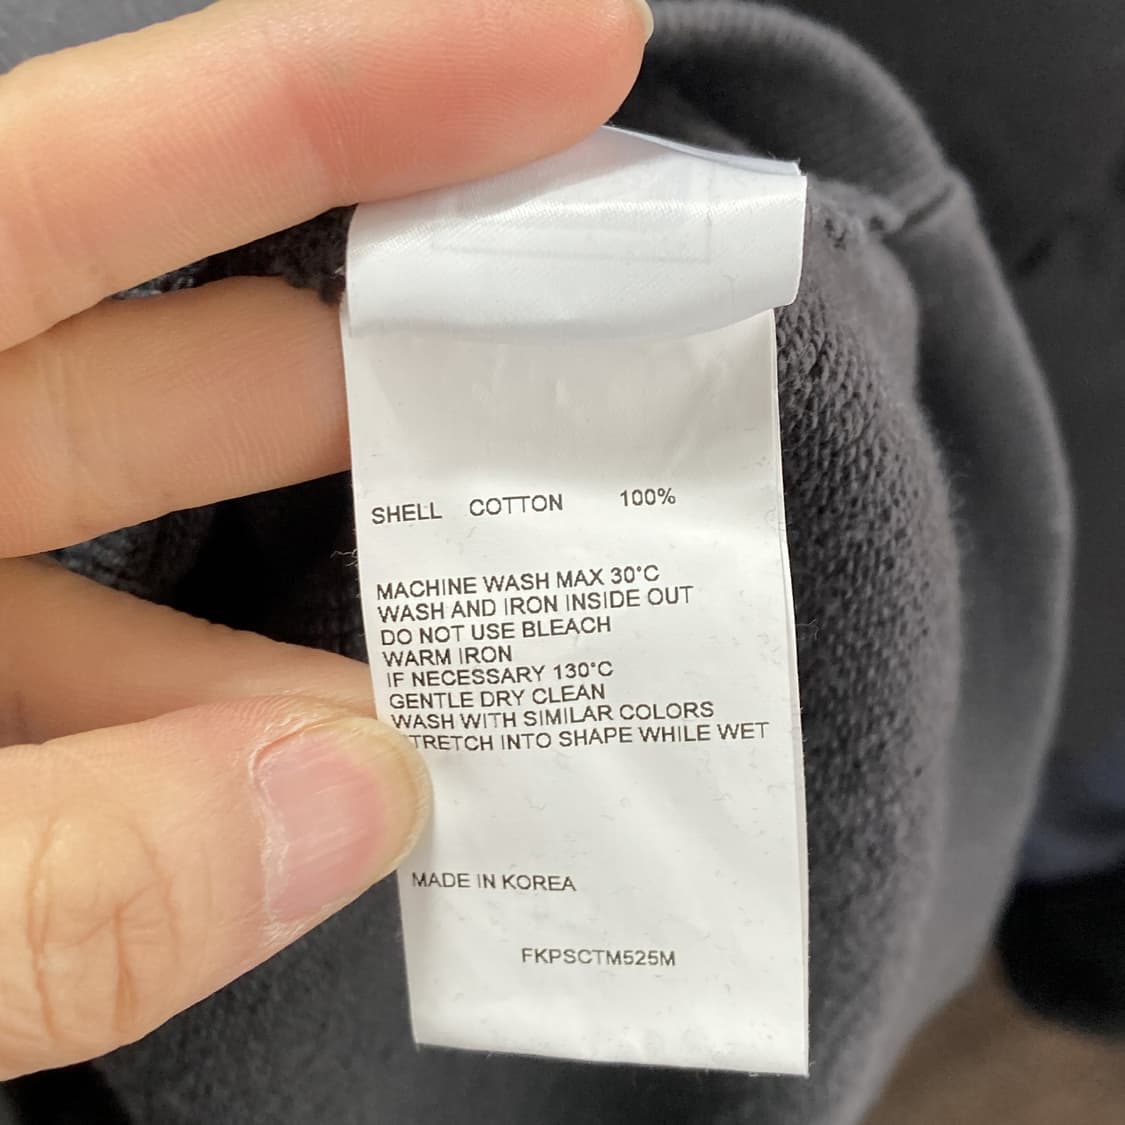 SHELL COTTON 100%
MACHINE WASH MAX 30°C
WASH AND IRON INSIDE OUT
DO NOT USE BLEACH
WARM IRON
IF NECESSARY 130°C
GENTLE DRY CLEAN
WASH WITH SIMILAR COLORS
TRETCH INTO SHAPE WHILE WET
MADE IN KOREA
FKPSCTM525M